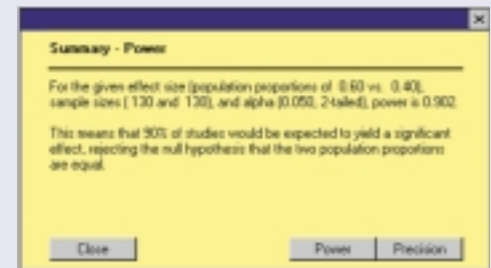 Summary - Power
For the given effect size (population proportions of 0.60 vs. 0.40),
sample sizes ( 130 and 130), and alpha (0.050, 2-tailed), power is 0.902.
This means that 90% of studies would be expected to yield a significant
effect, rejecting the null hypothesis that the two population proportions
are equal.
Close
Power
Precision